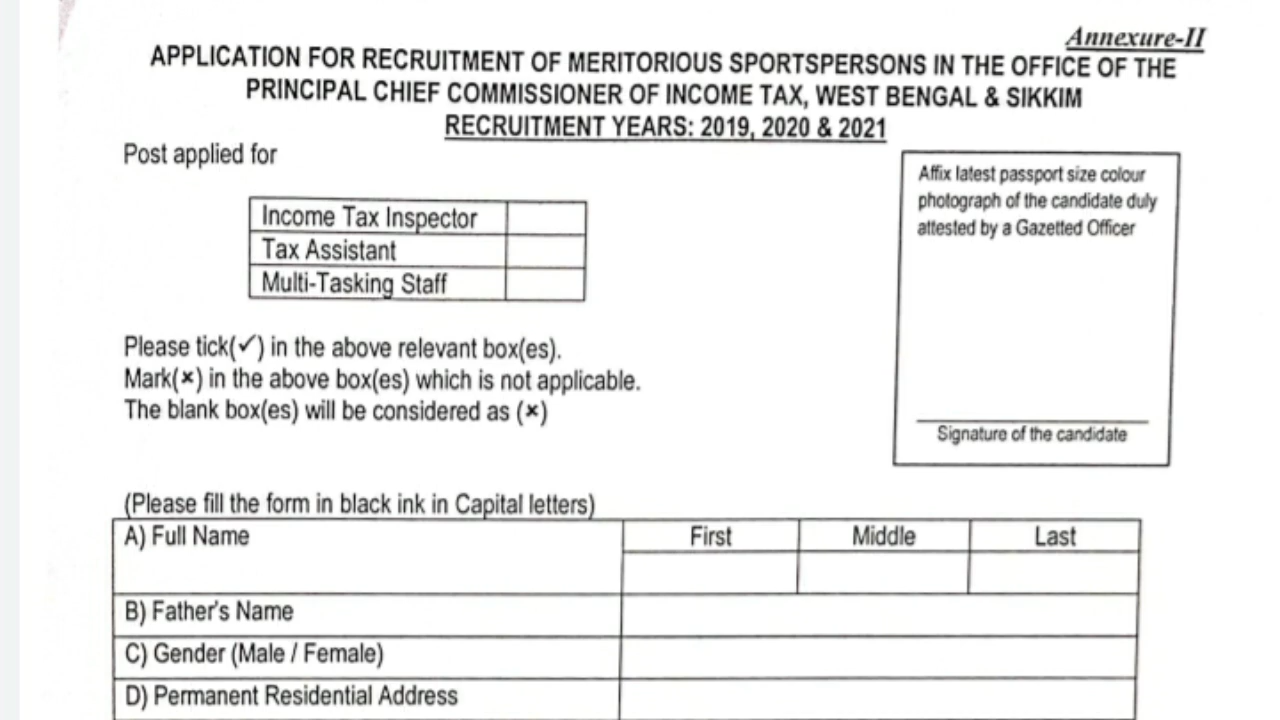 Annexure-II
APPLICATION FOR RECRUITMENT OF MERITORIOUS SPORTSPERSONS IN THE OFFICE OF THE
PRINCIPAL CHIEF COMMISSIONER OF INCOME TAX, WEST BENGAL & SIKKIM
RECRUITMENT YEARS: 2019, 2020 & 2021
Post applied for
Affix latest passport size colour
photograph of the candidate duly
attested by a Gazetted Officer
Income Tax Inspector
Tax Assistant
Multi-Tasking Staff
Please tick(✓) in the above relevant box(es).
Mark(×) in the above box(es) which is not applicable.
The blank box(es) will be considered as (×)
Signature of the candidate
(Please fill the form in black ink in Capital letters)
A) Full Name First Middle Last
B) Father's Name
C) Gender (Male / Female)
D) Permanent Residential Address